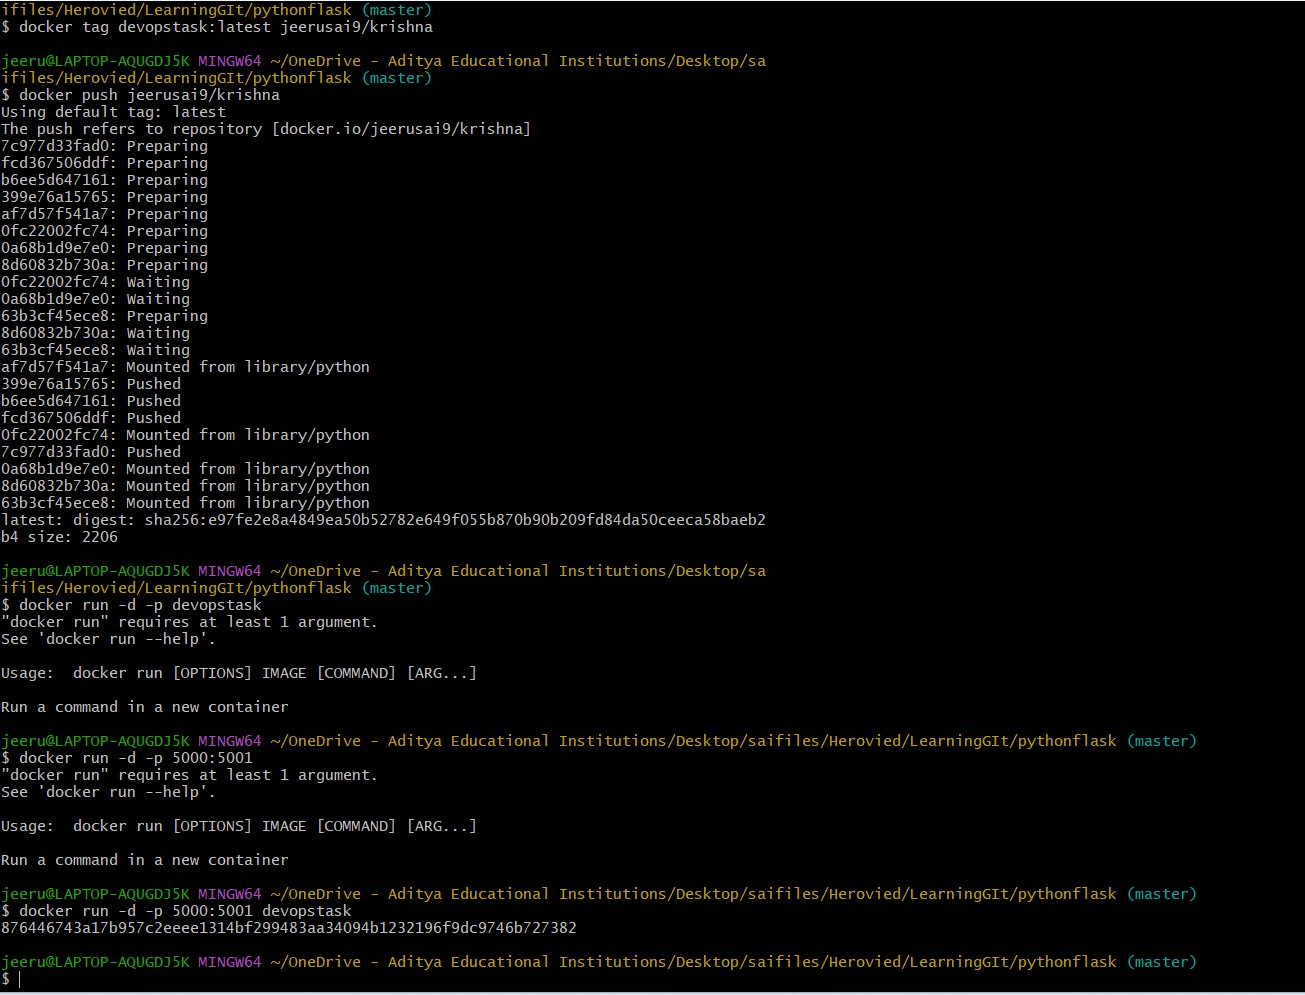 ifiles/Herovied/LearningGIt/pythonflask (master)
$ docker tag devopstask:latest jeerusai9/krishna
jeeru@LAPTOP-AQUGDJ5K MINGW64 ~/OneDrive - Aditya Educational Institutions/Desktop/sa
ifiles/Herovied/LearningGIt/pythonflask (master)
$ docker push jeerusai9/krishna
Using default tag: latest
The push refers to repository [docker.io/jeerusai9/krishna]
7c977d33fad0: Preparing
fcd367506ddf: Preparing
b6ee5d647161: Preparing
399e76a15765: Preparing
af7d57f541a7: Preparing
0fc22002fc74: Preparing
0a68b1d9e7e0: Preparing
8d60832b730a: Preparing
0fc22002fc74: Waiting
0a68b1d9e7e0: Waiting
63b3cf45ece8: Preparing
8d60832b730a: Waiting
63b3cf45ece8: Waiting
af7d57f541a7: Mounted from library/python
399e76a15765: Pushed
b6ee5d647161: Pushed
fcd367506ddf: Pushed
0fc22002fc74: Mounted from library/python
7c977d33fad0: Pushed
0a68b1d9e7e0: Mounted from library/python
8d60832b730a: Mounted from library/python
63b3cf45ece8: Mounted from library/python
latest: digest: sha256:e97fe2e8a4849ea50b52782e649f055b870b90b209fd84da50ceeca58baeb2
b4 size: 2206
jeeru@LAPTOP-AQUGDJ5K MINGW64 ~/OneDrive - Aditya Educational Institutions/Desktop/sa
ifiles/Herovied/LearningGIt/pythonflask (master)
$ docker run -d -p devopstask
"docker run" requires at least 1 argument.
See 'docker run --help'.
Usage:  docker run [OPTIONS] IMAGE [COMMAND] [ARG...]
Run a command in a new container
jeeru@LAPTOP-AQUGDJ5K MINGW64 ~/OneDrive - Aditya Educational Institutions/Desktop/saifiles/Herovied/LearningGIt/pythonflask (master)
$ docker run -d -p 5000:5001
"docker run" requires at least 1 argument.
See 'docker run --help'.
Usage:  docker run [OPTIONS] IMAGE [COMMAND] [ARG...]
Run a command in a new container
jeeru@LAPTOP-AQUGDJ5K MINGW64 ~/OneDrive - Aditya Educational Institutions/Desktop/saifiles/Herovied/LearningGIt/pythonflask (master)
$ docker run -d -p 5000:5001 devopstask
876446743a17b957c2eeee1314bf299483aa34094b1232196f9dc9746b727382
jeeru@LAPTOP-AQUGDJ5K MINGW64 ~/OneDrive - Aditya Educational Institutions/Desktop/saifiles/Herovied/LearningGIt/pythonflask (master)
$